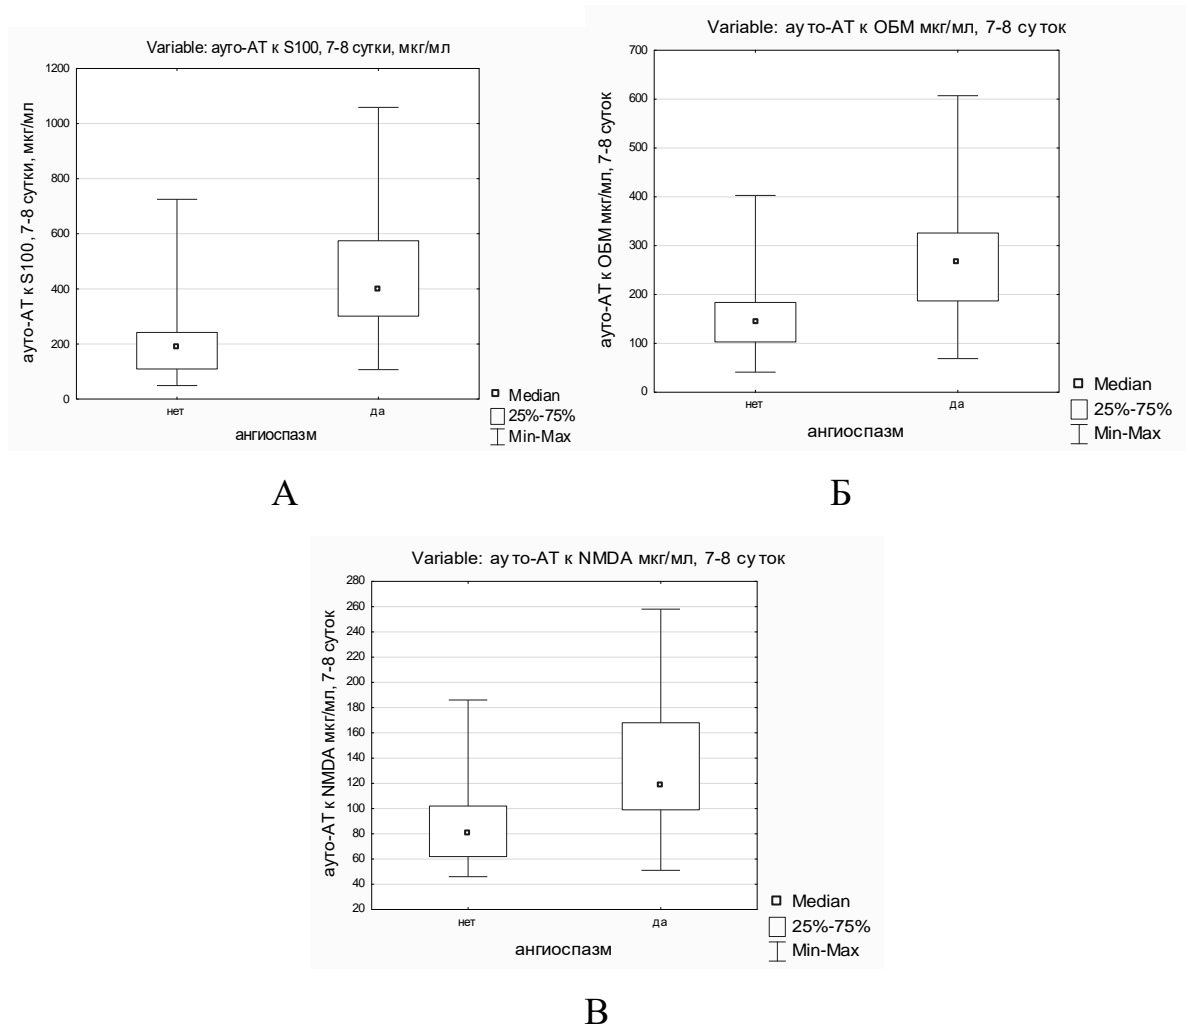 Variable: ауто-АТ к S100, 7-8 сутки, мкг/мл
ауто-АТ к S100, 7-8 сутки, мкг/мл
1200
1000
800
600
400
200
0
нет
да
ангиоспазм
Median
25%-75%
Min-Max
А
Variable: ауто-АТ к ОБМ мкг/мл, 7-8 суток
ауто-АТ к ОБМ мкг/мл, 7-8 суток
700
600
500
400
300
200
100
0
нет
да
ангиоспазм
Median
25%-75%
Min-Max
Б
Variable: ауто-АТ к NMDA мкг/мл, 7-8 суток
ауто-АТ к NMDA мкг/мл, 7-8 суток
280
260
240
220
200
180
160
140
120
100
80
60
40
20
нет
да
ангиоспазм
Median
25%-75%
Min-Max
В